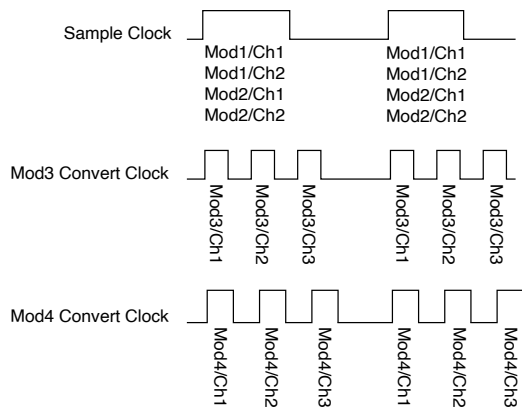 Sample Clock
Mod1/Ch1
Mod1/Ch2
Mod2/Ch1
Mod2/Ch2
Mod1/Ch1
Mod1/Ch2
Mod2/Ch1
Mod2/Ch2
Mod3 Convert Clock
Mod3/Ch1
Mod3/Ch2
Mod3/Ch3
Mod3/Ch1
Mod3/Ch2
Mod3/Ch3
Mod4 Convert Clock
Mod4/Ch1
Mod4/Ch2
Mod4/Ch3
Mod4/Ch1
Mod4/Ch2
Mod4/Ch3